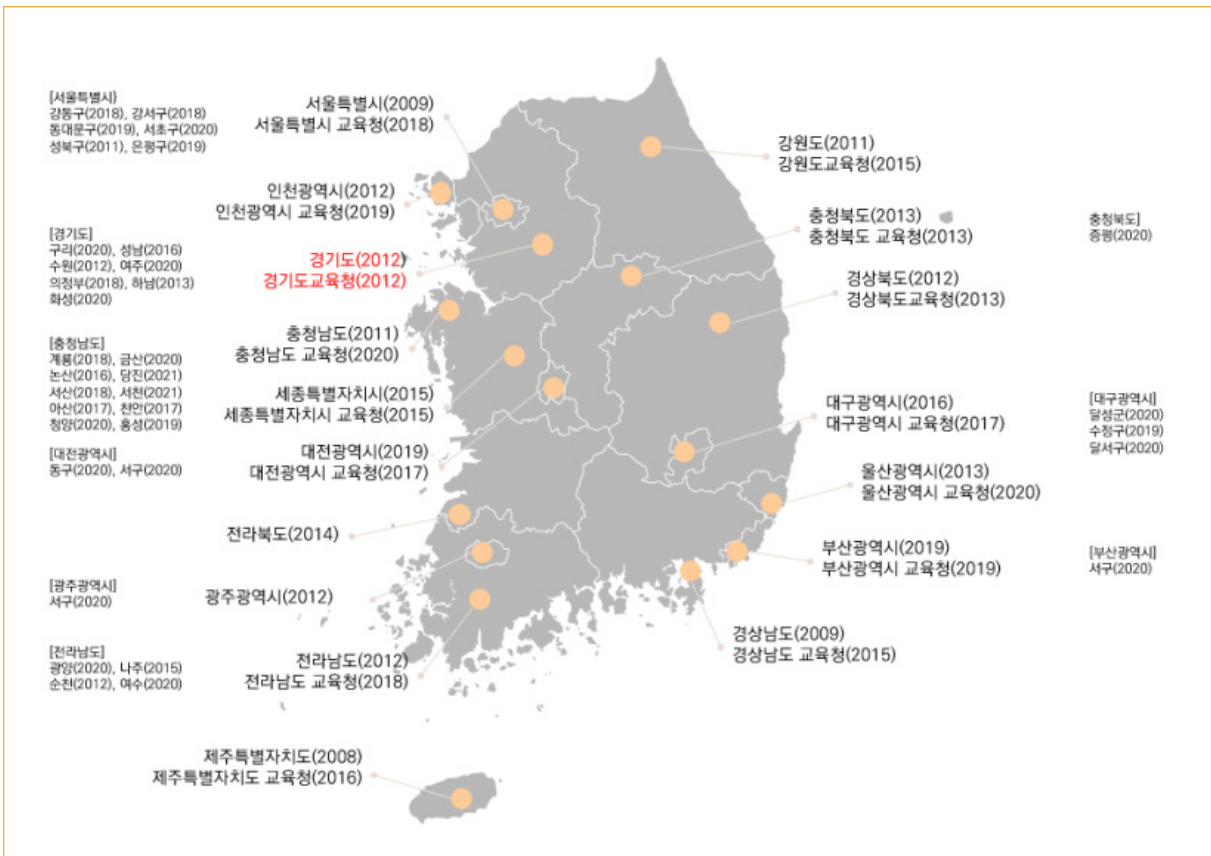 [서울특별시}
강동구(2018), 강서구(2018)
동대문구(2019), 서초구(2020)
성북구(2011), 은평구(2019)
서울특별시(2009)
서울특별시 교육청(2018)
강원도(2011)
강원도교육청(2015)
인천광역시(2012)
인천광역시 교육청(2019)
충청북도(2013)
충청북도 교육청(2013)
충청북도]
증평(2020)
[경기도]
구리(2020), 성남(2016)
수원(2012), 여주(2020)
의정부(2018), 하남(2013)
화성(2020)
경기도(2012)
경기도교육청(2012)
경상북도(2012)
경상북도교육청(2013)
충청남도(2011)
충청남도 교육청(2020)
[충청남도]
계룡(2018), 금산(2020)
논산(2016), 당진(2021)
서산(2018), 서천(2021)
아산(2017), 천안(2017)
청양(2020), 홍성(2019)
세종특별자치시(2015)
세종특별자치시 교육청(2015)
대구광역시(2016)
대구광역시 교육청(2017)
[대구광역시]
달성군(2020)
수정구(2019)
달서구(2020)
[대전광역시]
동구(2020), 서구(2020)
대전광역시(2019)
대전광역시 교육청(2017)
울산광역시(2013)
울산광역시 교육청(2020)
전라북도(2014)
부산광역시(2019)
부산광역시 교육청(2019)
[부산광역시]
서구(2020)
[광주광역시]
서구(2020)
광주광역시(2012)
경상남도(2009)
경상남도 교육청(2015)
[전라남도]
광양(2020), 나주(2015)
순천(2012), 여수(2020)
전라남도(2012)
전라남도 교육청(2018)
제주특별자치도(2008)
제주특별자치도 교육청(2016)